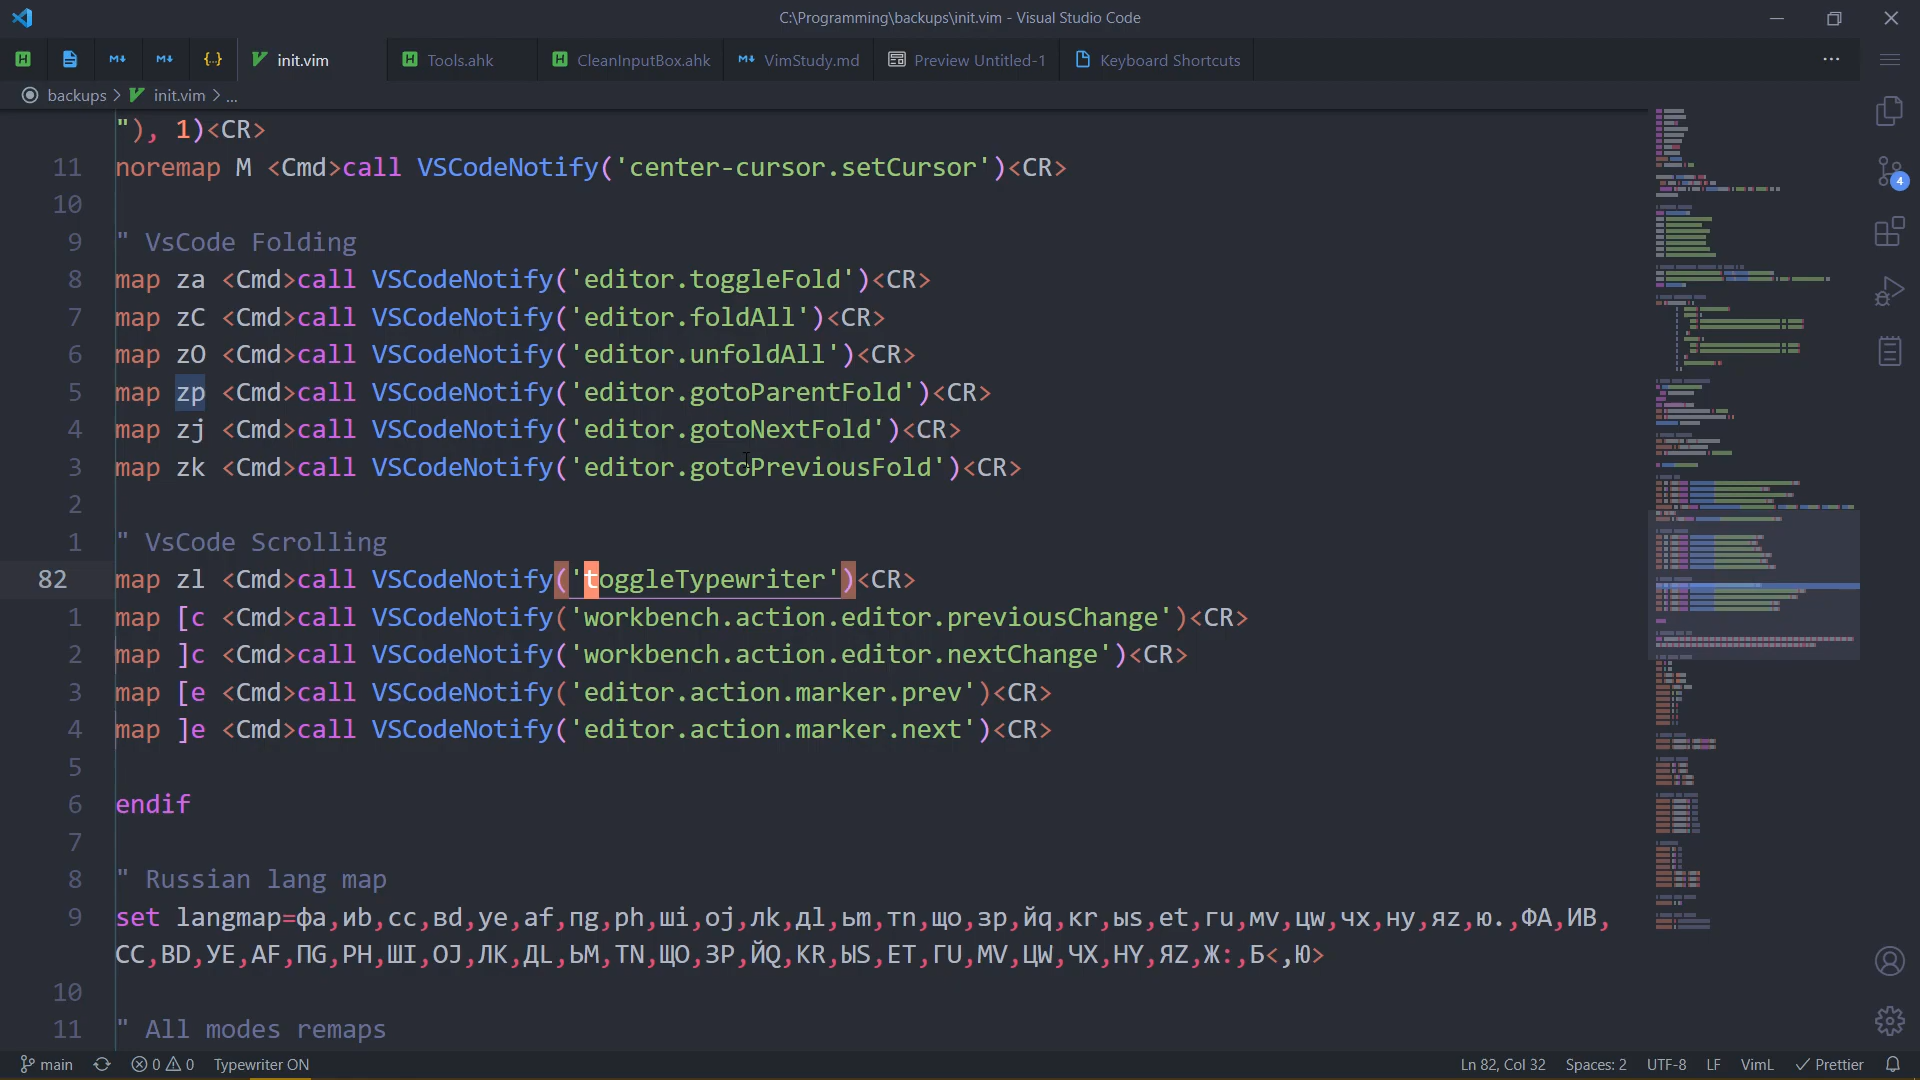 C:\Programming\backups\init.vim - Visual Studio Code
init.vim Tools.ahk CleanInputBox.ahk VimStudy.md Preview Untitled-1 Keyboard Shortcuts ...
backups > init.vim > ...
"), 1)<CR>
11 noremap M <Cmd>call VSCodeNotify('center-cursor.setCursor')<CR>
10
9 " VsCode Folding
8 map za <Cmd>call VSCodeNotify('editor.toggleFold')<CR>
7 map zC <Cmd>call VSCodeNotify('editor.foldAll')<CR>
6 map zO <Cmd>call VSCodeNotify('editor.unfoldAll')<CR>
5 map zp <Cmd>call VSCodeNotify('editor.gotoParentFold')<CR>
4 map zj <Cmd>call VSCodeNotify('editor.gotoNextFold')<CR>
3 map zk <Cmd>call VSCodeNotify('editor.gotoPreviousFold')<CR>
2
1 " VsCode Scrolling
82 map zl <Cmd>call VSCodeNotify('toggleTypewriter')<CR>
1 map [c <Cmd>call VSCodeNotify('workbench.action.editor.previousChange')<CR>
2 map ]c <Cmd>call VSCodeNotify('workbench.action.editor.nextChange')<CR>
3 map [e <Cmd>call VSCodeNotify('editor.action.marker.prev')<CR>
4 map ]e <Cmd>call VSCodeNotify('editor.action.marker.next')<CR>
5
6 endif
7
8 " Russian lang map
9 set langmap=фa,иb,сc,вd,уe,аf,пg,рh,шi,оj,лk,дl,ьm,тn,щo,зp,йq,кr,ыs,еt,гu,мv,цw,чx,нy,яz,ю.,ФA,ИB,
СC,ВD,УE,АF,ПG,РH,ШI,ОJ,ЛK,ДL,ЬM,ТN,ЩO,ЗP,ЙQ,КR,ЫS,ЕT,ГU,МV,ЦW,ЧX,НY,ЯZ,Ж:,Б<,Ю>
10
11 " All modes remaps
4
main 0 0 Typewriter ON Ln 82, Col 32 Spaces: 2 UTF-8 LF VimL Prettier